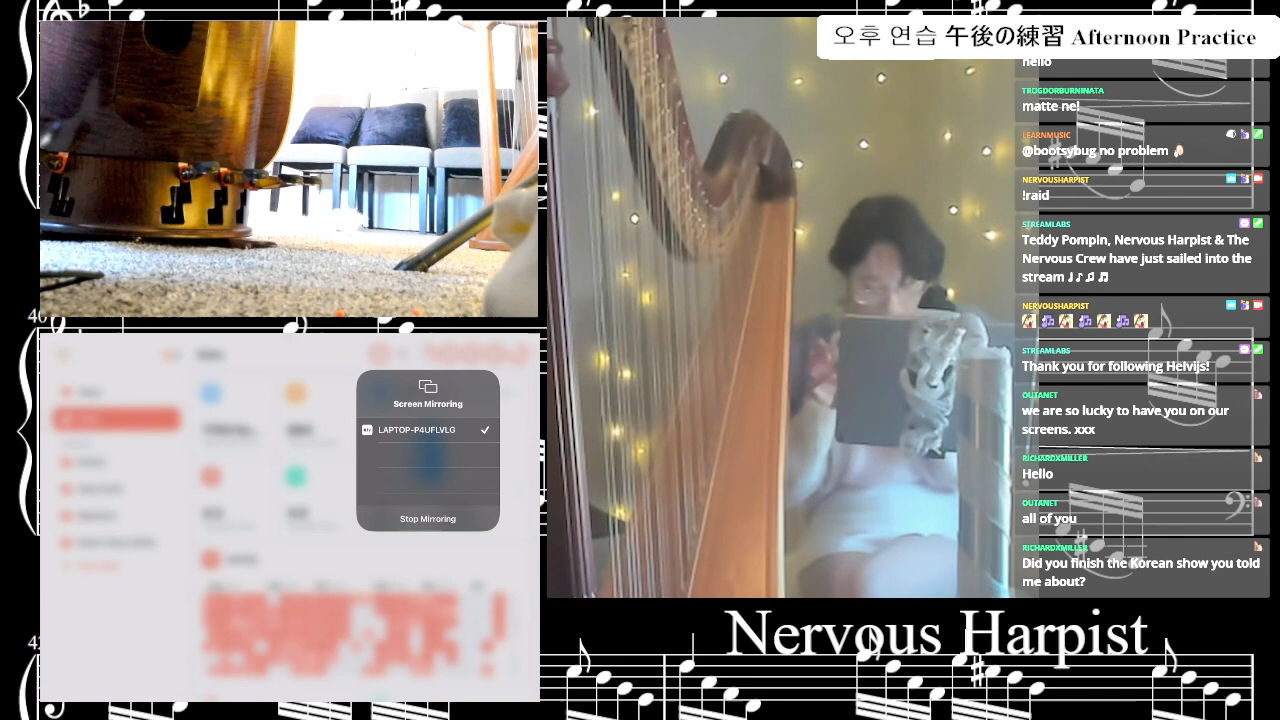 오후 연습 午後の練習 Afternoon Practice
hello
TROGDORBURNINATA
matte ne!
LEARNMUSIC
@bootsybug no problem
NERVOUSHARPIST
!raid
STREAMLABS
Teddy Pompin, Nervous Harpist & The
Nervous Crew have just sailed into the
stream
NERVOUSHARPIST
STREAMLABS
Thank you for following Helvijs!
OUTANET
we are so lucky to have you on our
screens. xxx
RICHARDXMILLER
Hello
OUTANET
all of you
RICHARDXMILLER
Did you finish the Korean show you told
me about?
Screen Mirroring
LAPTOP-P4UFLVLG
Stop Mirroring
Nervous Harpist